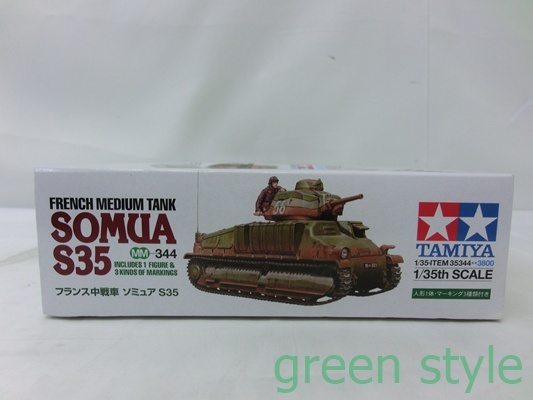 FRENCH MEDIUM TANK
SOMUA
S35
MM 344
INCLUDES 1 FIGURE &
3 KINDS OF MARKINGS
フランス中戦車 ソミュア S35
36
TAMIYA
1/35・ITEM 35344・・3800
1/35th SCALE
人形1体・マーキング3種類付き
green style